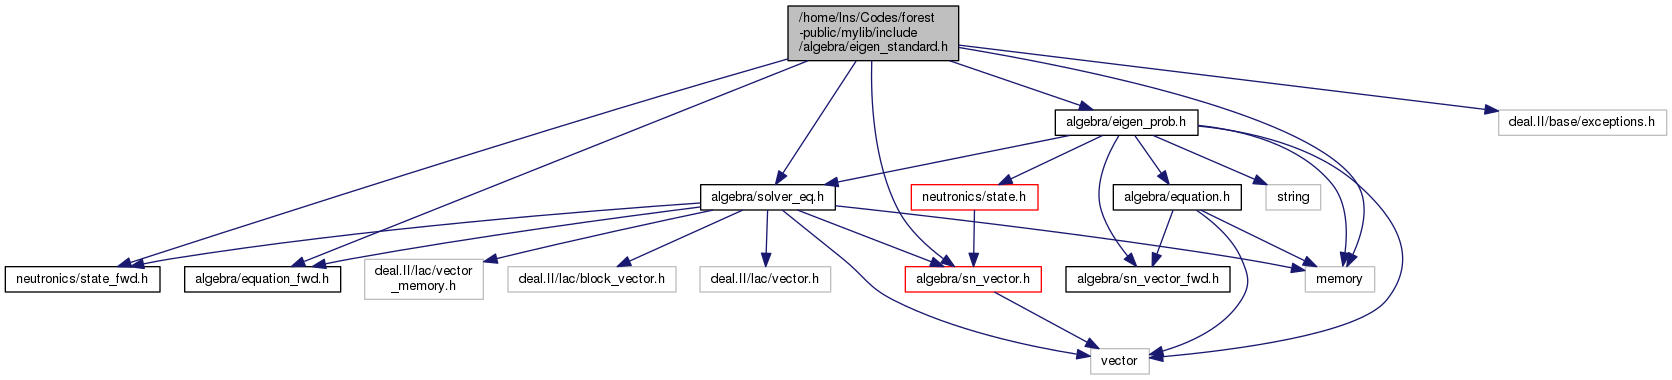 /home/lns/Codes/forest
-public/mylib/include
/algebra/eigen_standard.h
algebra/eigen_prob.h
deal.II/base/exceptions.h
algebra/solver_eq.h
neutronics/state.h
algebra/equation.h
string
neutronics/state_fwd.h
algebra/equation_fwd.h
deal.II/lac/vector
_memory.h
deal.II/lac/block_vector.h
deal.II/lac/vector.h
algebra/sn_vector.h
algebra/sn_vector_fwd.h
memory
vector